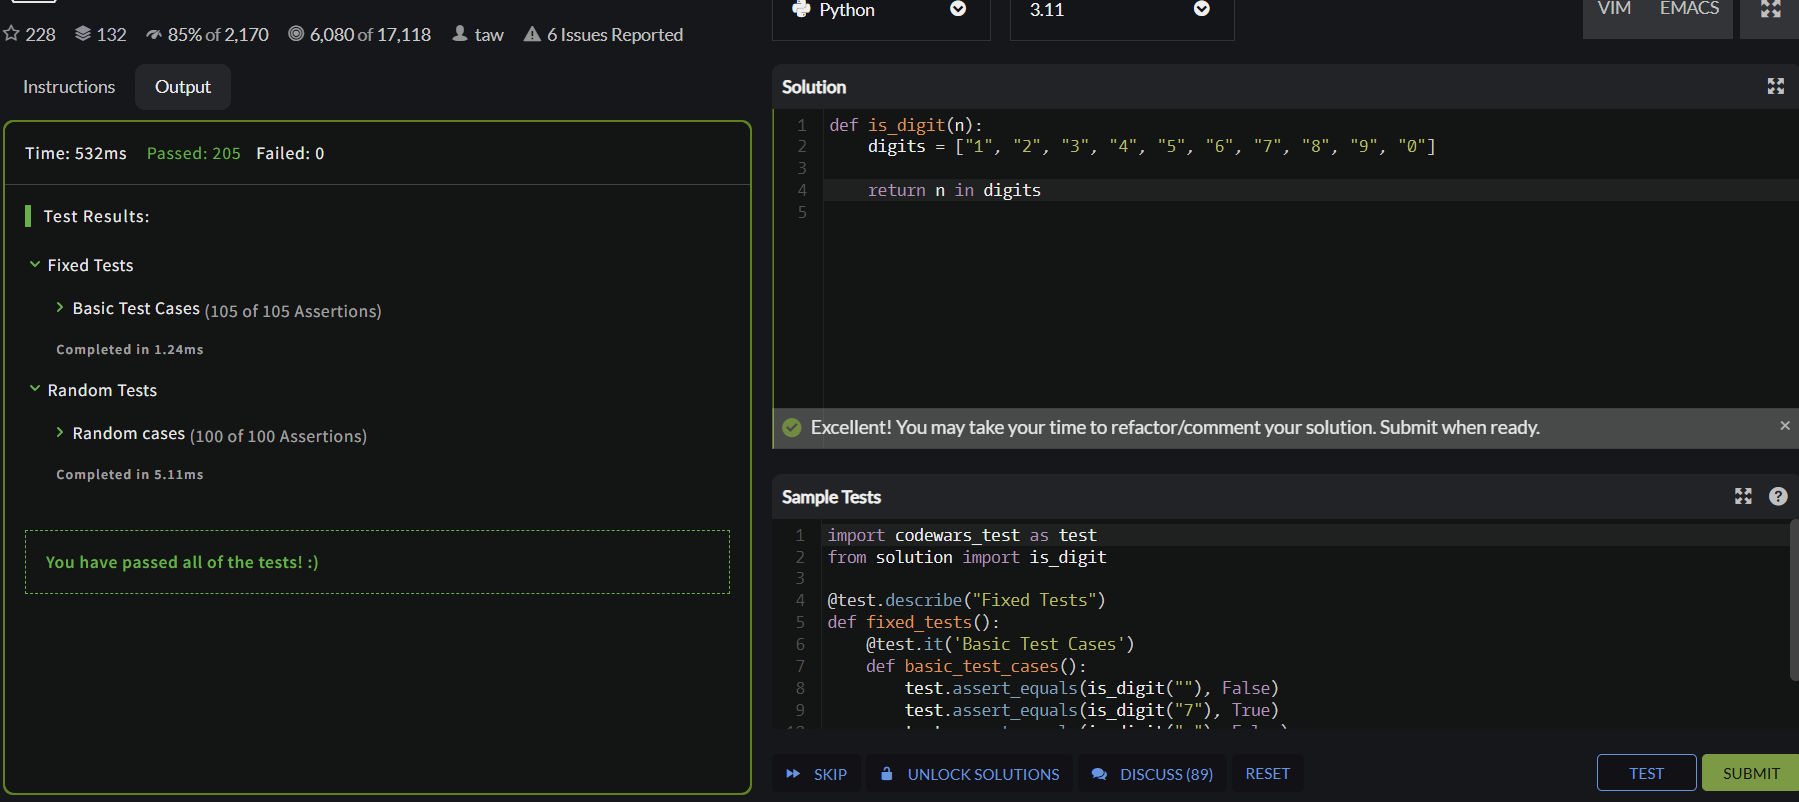 Python
3.11
VIM EMACS
228 132 85% of 2,170 6,080 of 17,118 taw 6 Issues Reported
Instructions Output
Time: 532ms Passed: 205 Failed: 0
Test Results:
Fixed Tests
Basic Test Cases (105 of 105 Assertions)
Completed in 1.24ms
Random Tests
Random cases (100 of 100 Assertions)
Completed in 5.11ms
You have passed all of the tests! :)
Solution
1 def is_digit(n):
2     digits = ["1", "2", "3", "4", "5", "6", "7", "8", "9", "0"]
3
4     return n in digits
5
Excellent! You may take your time to refactor/comment your solution. Submit when ready.
Sample Tests
1 import codewars_test as test
2 from solution import is_digit
3
4 @test.describe("Fixed Tests")
5 def fixed_tests():
6     @test.it('Basic Test Cases')
7     def basic_test_cases():
8         test.assert_equals(is_digit(""), False)
9         test.assert_equals(is_digit("7"), True)
SKIP UNLOCK SOLUTIONS DISCUSS (89) RESET TEST SUBMIT